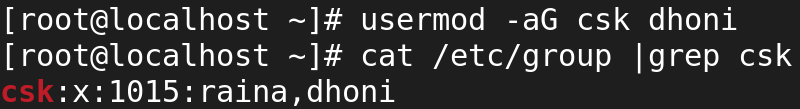 [root@localhost ~]# usermod -aG csk dhoni
[root@localhost ~]# cat /etc/group |grep csk
csk:x:1015:raina,dhoni